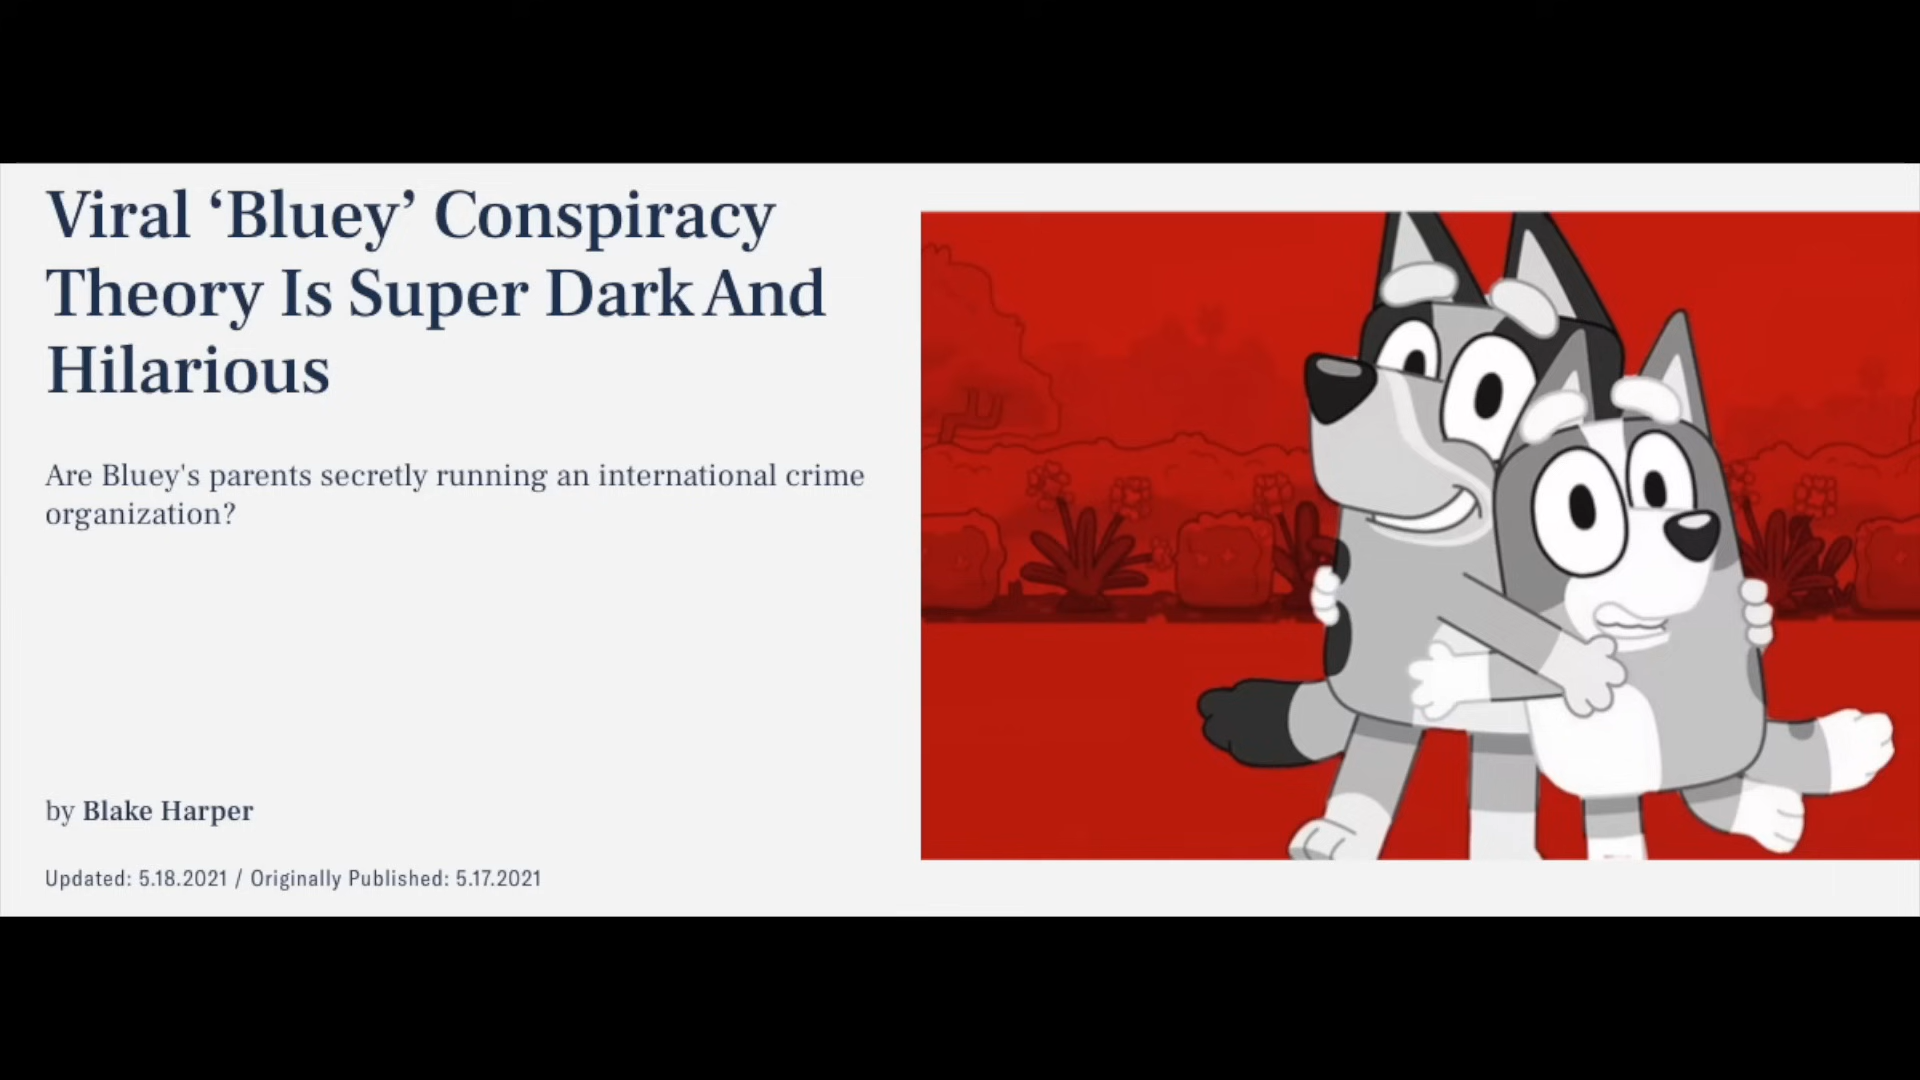 Viral ‘Bluey’ Conspiracy
Theory Is Super Dark And
Hilarious
Are Bluey's parents secretly running an international crime
organization?
by Blake Harper
Updated: 5.18.2021 / Originally Published: 5.17.2021